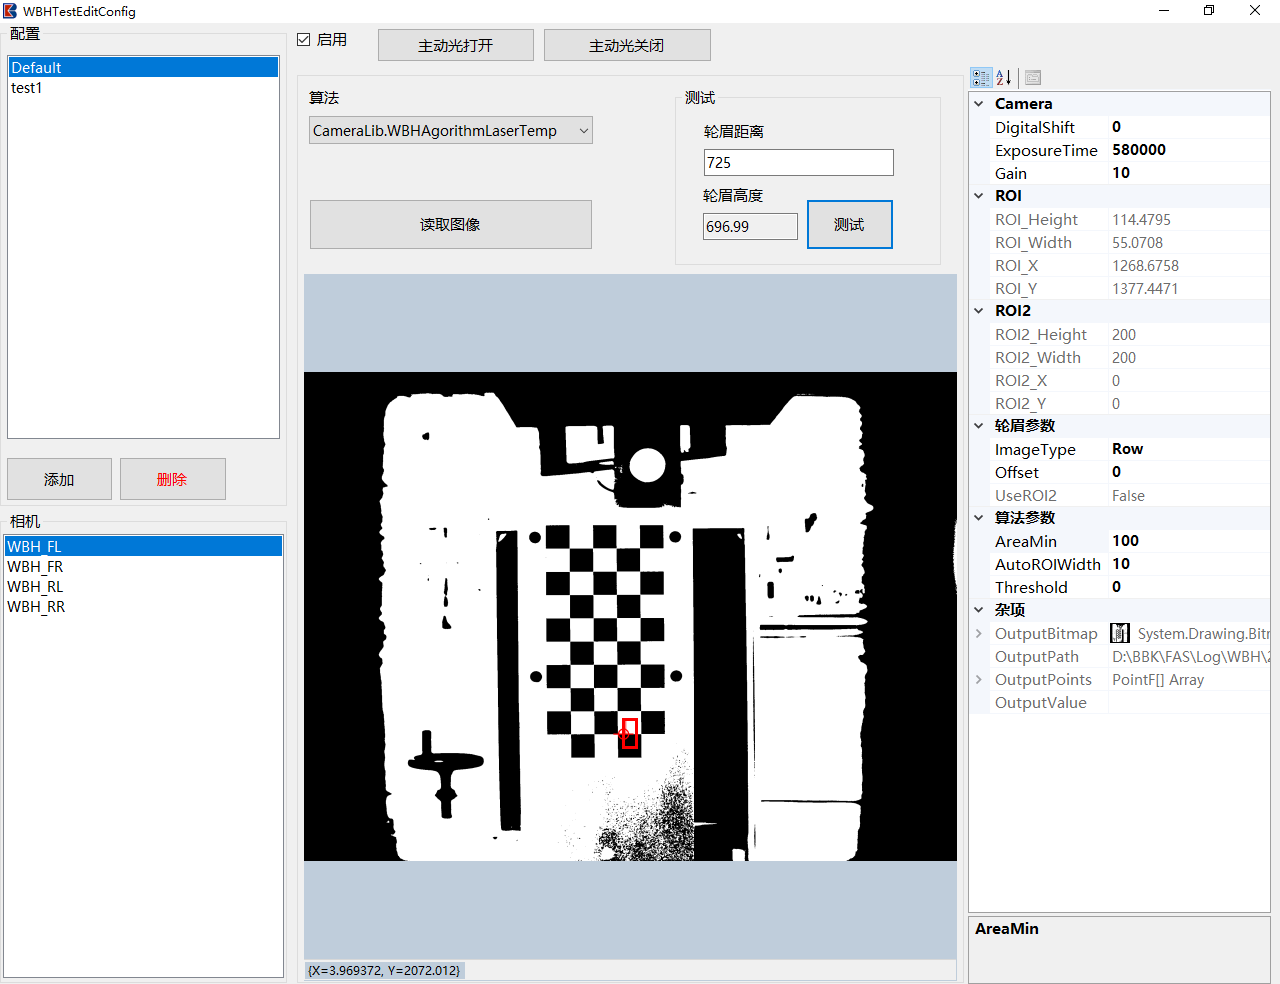 WBHTestEditConfig
配置
Default
test1
添加
删除
相机
WBH_FL
WBH_FR
WBH_RL
WBH_RR
启用
主动光打开
主动光关闭
算法
CameraLib.WBHAgorithmLaserTemp
读取图像
测试
轮眉距离
725
轮眉高度
696.99
测试
{X=3.969372, Y=2072.012}
Camera
DigitalShift 0
ExposureTime 580000
Gain 10
ROI
ROI_Height 114.4795
ROI_Width 55.0708
ROI_X 1268.6758
ROI_Y 1377.4471
ROI2
ROI2_Height 200
ROI2_Width 200
ROI2_X 0
ROI2_Y 0
轮眉参数
ImageType Row
Offset 0
UseROI2 False
算法参数
AreaMin 100
AutoROIWidth 10
Threshold 0
杂项
OutputBitmap System.Drawing.Bitr
OutputPath D:\BBK\FAS\Log\WBH\2
OutputPoints PointF[] Array
OutputValue
AreaMin